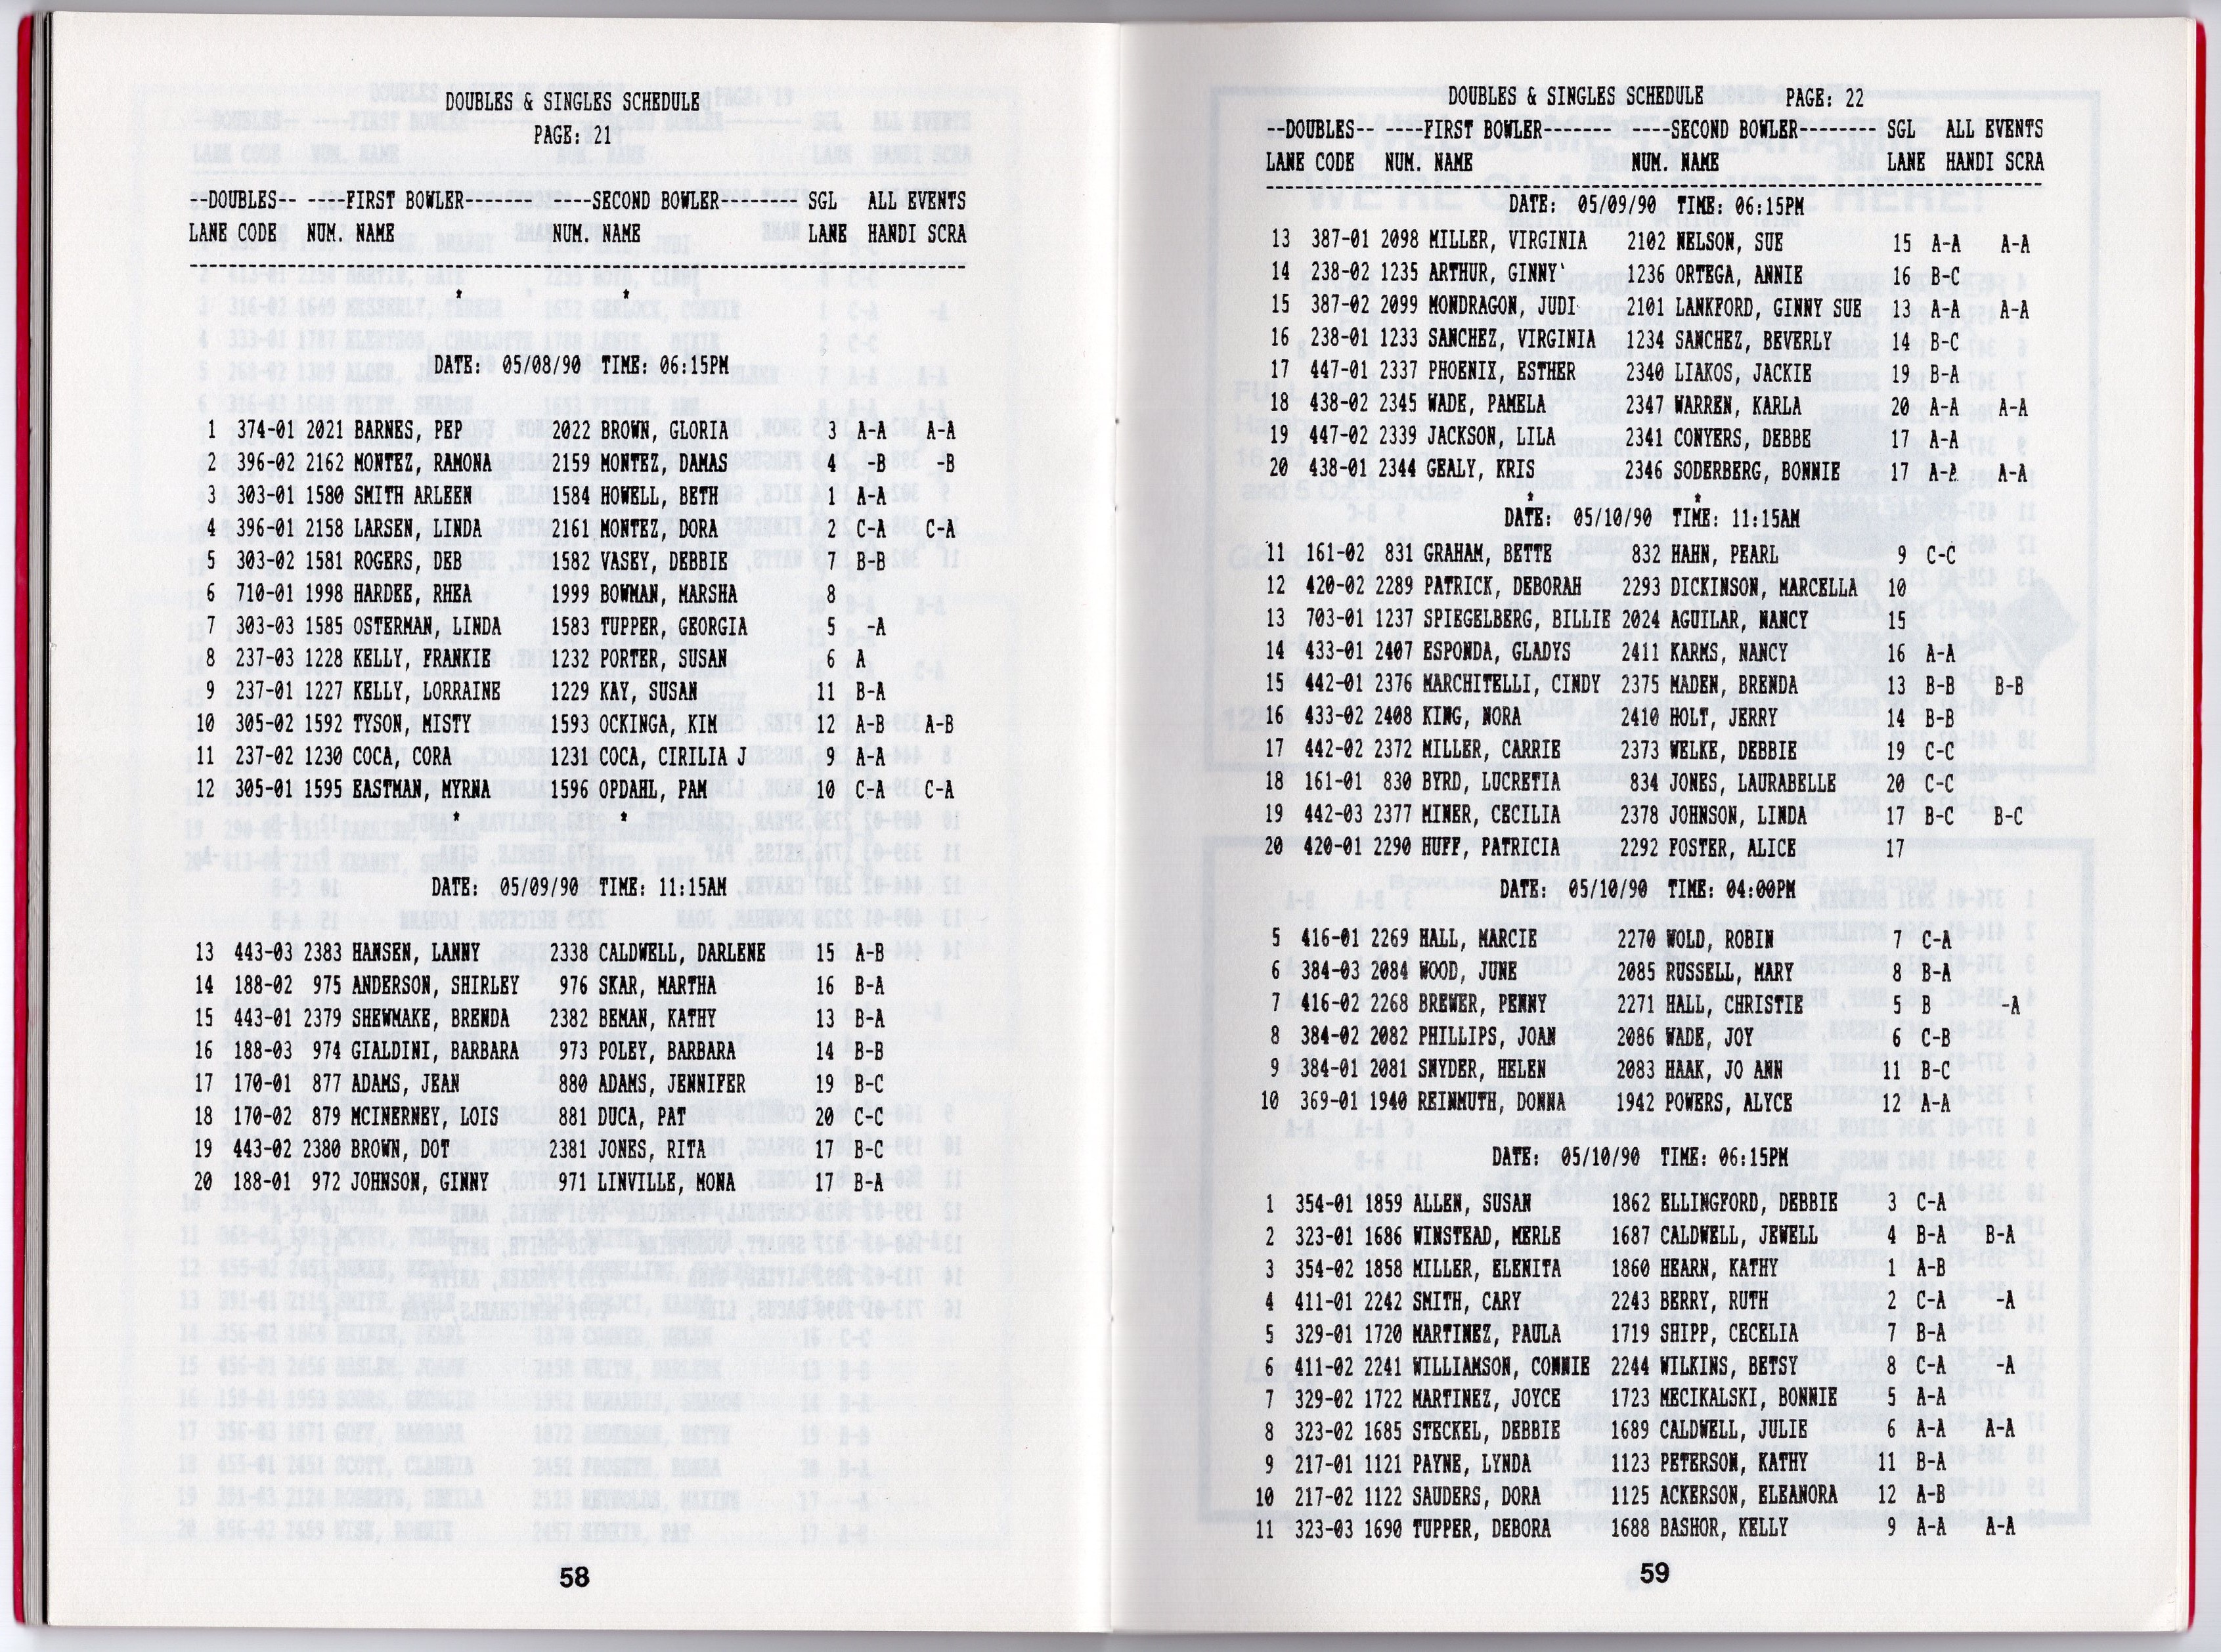 DOUBLES & SINGLES SCHEDULE
PAGE: 21
--DOUBLES-- ----FIRST BOWLER------- ----SECOND BOWLER-------- SGL ALL EVENTS
LANE CODE NUM. NAME NUM. NAME LANE HANDI SCRA
* *
DATE: 05/08/90 TIME: 06:15PM
1 374-01 2021 BARNES, PEP 2022 BROWN, GLORIA 3 A-A A-A
2 396-02 2162 MONTEZ, RAMONA 2159 MONTEZ, DAMAS 4 -B -B
3 303-01 1580 SMITH ARLEEN 1584 HOWELL, BETH 1 A-A
4 396-01 2158 LARSEN, LINDA 2161 MONTEZ, DORA 2 C-A C-A
5 303-02 1581 ROGERS, DEB 1582 VASEY, DEBBIE 7 B-B
6 710-01 1998 HARDEE, RHEA 1999 BOWMAN, MARSHA 8
7 303-03 1585 OSTERMAN, LINDA 1583 TUPPER, GEORGIA 5 -A
8 237-03 1228 KELLY, FRANKIE 1232 PORTER, SUSAN 6 A
9 237-01 1227 KELLY, LORRAINE 1229 KAY, SUSAN 11 B-A
10 305-02 1592 TYSON, MISTY 1593 OCKINGA, KIM 12 A-B A-B
11 237-02 1230 COCA, CORA 1231 COCA, CIRILIA J 9 A-A
12 305-01 1595 EASTMAN, MYRNA 1596 OPDAHL, PAM 10 C-A C-A
* *
DATE: 05/09/90 TIME: 11:15AM
13 443-03 2383 HANSEN, LANNY 2338 CALDWELL, DARLENE 15 A-B
14 188-02 975 ANDERSON, SHIRLEY 976 SKAR, MARTHA 16 B-A
15 443-01 2379 SHEWMAKE, BRENDA 2382 BEMAN, KATHY 13 B-A
16 188-03 974 GIALDINI, BARBARA 973 POLEY, BARBARA 14 B-B
17 170-01 877 ADAMS, JEAN 880 ADAMS, JENNIFER 19 B-C
18 170-02 879 MCINERNEY, LOIS 881 DUCA, PAT 20 C-C
19 443-02 2380 BROWN, DOT 2381 JONES, RITA 17 B-C
20 188-01 972 JOHNSON, GINNY 971 LINVILLE, MONA 17 B-A
58
DOUBLES & SINGLES SCHEDULE PAGE: 22
--DOUBLES-- ----FIRST BOWLER------- ----SECOND BOWLER-------- SGL ALL EVENTS
LANE CODE NUM. NAME NUM. NAME LANE HANDI SCRA
DATE: 05/09/90 TIME: 06:15PM
13 387-01 2098 MILLER, VIRGINIA 2102 NELSON, SUE 15 A-A A-A
14 238-02 1235 ARTHUR, GINNY 1236 ORTEGA, ANNIE 16 B-C
15 387-02 2099 MONDRAGON, JUDI 2101 LANKFORD, GINNY SUE 13 A-A A-A
16 238-01 1233 SANCHEZ, VIRGINIA 1234 SANCHEZ, BEVERLY 14 B-C
17 447-01 2337 PHOENIX, ESTHER 2340 LIAKOS, JACKIE 19 B-A
18 438-02 2345 WADE, PAMELA 2347 WARREN, KARLA 20 A-A A-A
19 447-02 2339 JACKSON, LILA 2341 CONYERS, DEBBE 17 A-A
20 438-01 2344 GEALY, KRIS 2346 SODERBERG, BONNIE 17 A-A A-A
* *
DATE: 05/10/90 TIME: 11:15AM
11 161-02 831 GRAHAM, BETTE 832 HAHN, PEARL 9 C-C
12 420-02 2289 PATRICK, DEBORAH 2293 DICKINSON, MARCELLA 10
13 703-01 1237 SPIEGELBERG, BILLIE 2024 AGUILAR, NANCY 15
14 433-01 2407 ESPONDA, GLADYS 2411 KARMS, NANCY 16 A-A
15 442-01 2376 MARCHITELLI, CINDY 2375 MADEN, BRENDA 13 B-B B-B
16 433-02 2408 KING, NORA 2410 HOLT, JERRY 14 B-B
17 442-02 2372 MILLER, CARRIE 2373 WELKE, DEBBIE 19 C-C
18 161-01 830 BYRD, LUCRETIA 834 JONES, LAURABELLE 20 C-C
19 442-03 2377 MINER, CECILIA 2378 JOHNSON, LINDA 17 B-C B-C
20 420-01 2290 HUFF, PATRICIA 2292 FOSTER, ALICE 17
DATE: 05/10/90 TIME: 04:00PM
5 416-01 2269 HALL, MARCIE 2270 WOLD, ROBIN 7 C-A
6 384-03 2084 WOOD, JUNE 2085 RUSSELL, MARY 8 B-A
7 416-02 2268 BREWER, PENNY 2271 HALL, CHRISTIE 5 B -A
8 384-02 2082 PHILLIPS, JOAN 2086 WADE, JOY 6 C-B
9 384-01 2081 SNYDER, HELEN 2083 HAAK, JO ANN 11 B-C
10 369-01 1940 REINMUTH, DONNA 1942 POWERS, ALYCE 12 A-A
DATE: 05/10/90 TIME: 06:15PM
1 354-01 1859 ALLEN, SUSAN 1862 ELLINGFORD, DEBBIE 3 C-A
2 323-01 1686 WINSTEAD, MERLE 1687 CALDWELL, JEWELL 4 B-A B-A
3 354-02 1858 MILLER, ELENITA 1860 HEARN, KATHY 1 A-B
4 411-01 2242 SMITH, CARY 2243 BERRY, RUTH 2 C-A -A
5 329-01 1720 MARTINEZ, PAULA 1719 SHIPP, CECELIA 7 B-A
6 411-02 2241 WILLIAMSON, CONNIE 2244 WILKINS, BETSY 8 C-A -A
7 329-02 1722 MARTINEZ, JOYCE 1723 MECIKALSKI, BONNIE 5 A-A
8 323-02 1685 STECKEL, DEBBIE 1689 CALDWELL, JULIE 6 A-A A-A
9 217-01 1121 PAYNE, LYNDA 1123 PETERSON, KATHY 11 B-A
10 217-02 1122 SAUDERS, DORA 1125 ACKERSON, ELEANORA 12 A-B
11 323-03 1690 TUPPER, DEBORA 1688 BASHOR, KELLY 9 A-A A-A
59